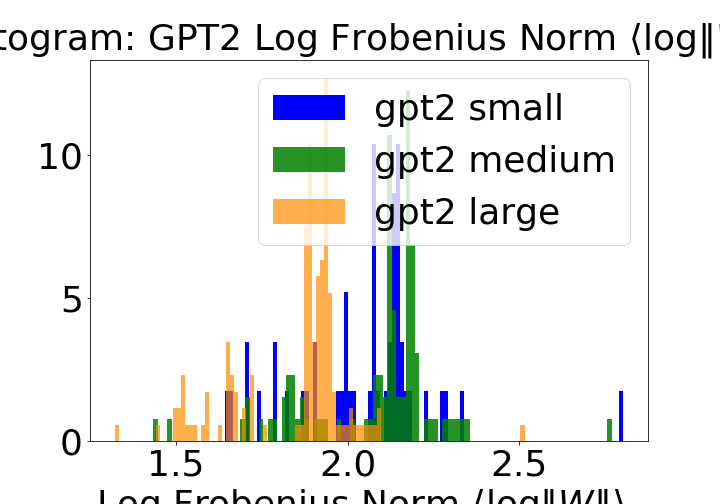 togram: GPT2 Log Frobenius Norm ⟨log‖
gpt2 small
gpt2 medium
gpt2 large
10
5
0
1.5 2.0 2.5
Log Frobenius Norm ⟨log‖W‖⟩